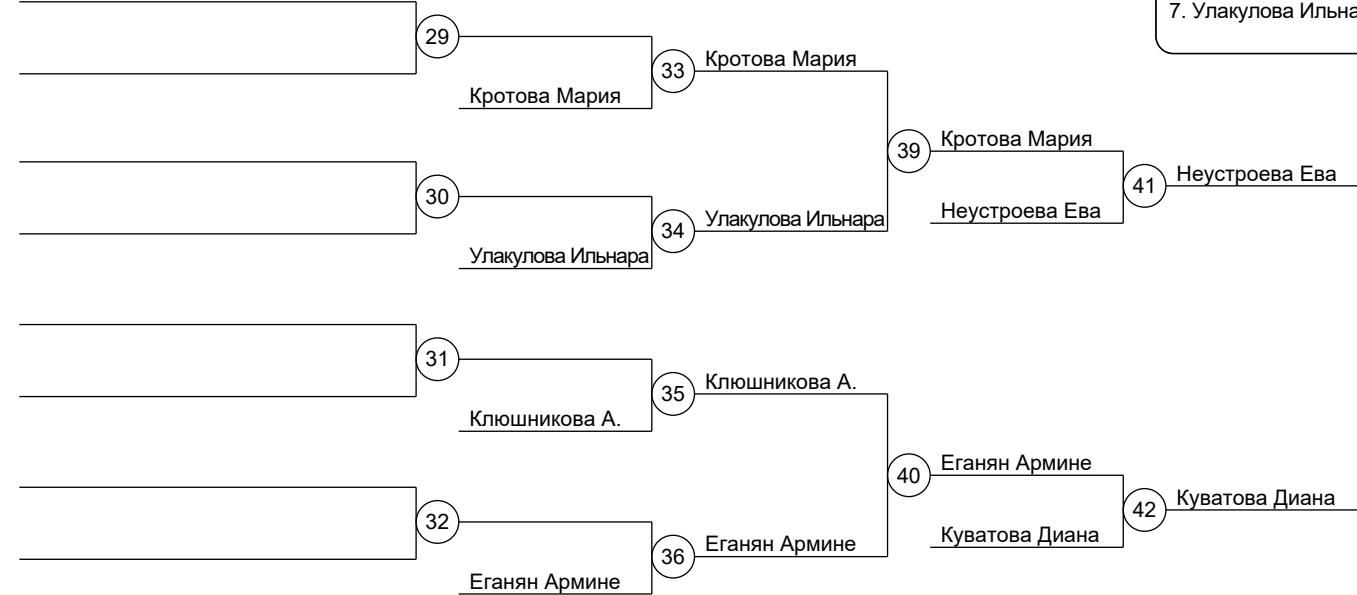 7. Улакулова Ильна
29
33
Кротова Мария
Кротова Мария
39
Кротова Мария
41
Неустроева Ева
30
Неустроева Ева
34
Улакулова Ильнара
Улакулова Ильнара
31
35
Клюшникова А.
Клюшникова А.
40
Еганян Армине
42
Куватова Диана
32
Куватова Диана
36
Еганян Армине
Еганян Армине